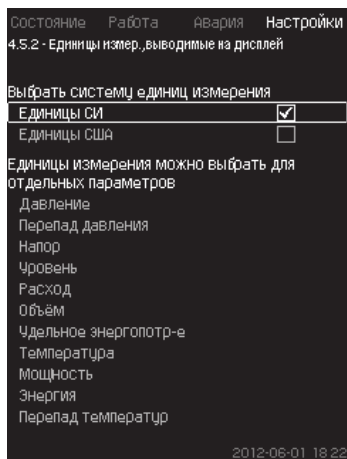 Состояние Работа Авария Настройки
4.5.2 - Единицы измер.,выводимые на дисплей
Выбрать систему единиц измерения
Единицы СИ
Единицы США
Единицы измерения можно выбрать для
отдельных параметров
Давление
Перепад давления
Напор
Уровень
Расход
Объём
Удельное энергопотр-е
Температура
Мощность
Энергия
Перепад температур
2012-06-01 18:22